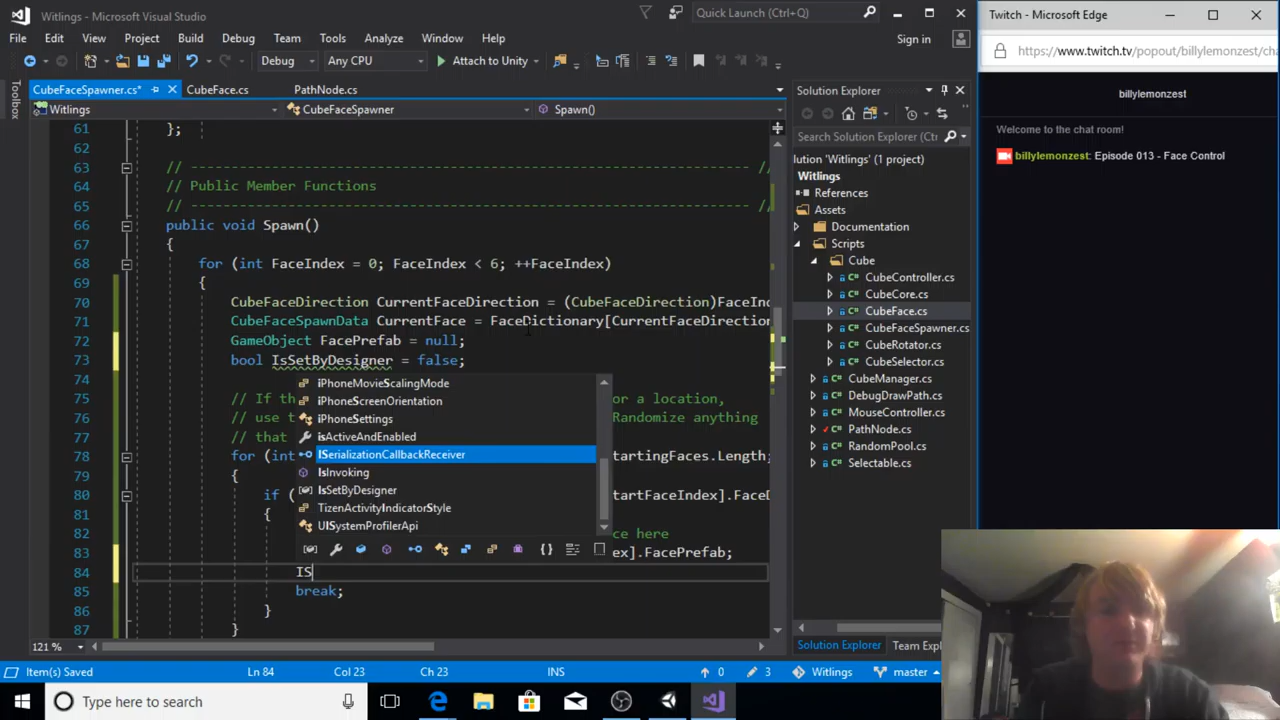 Witlings - Microsoft Visual Studio
Quick Launch (Ctrl+Q)
Twitch - Microsoft Edge
File Edit View Project Build Debug Team Tools Analyze Window Help
Sign in
https://www.twitch.tv/popout/billylemonzest/cha
Debug Any CPU Attach to Unity
CubeFaceSpawner.cs* CubeFace.cs PathNode.cs
Solution Explorer
billylemonzest
Toolbox
Witlings CubeFaceSpawner Spawn()
Welcome to the chat room!
billylemonzest: Episode 013 - Face Control
Search Solution Explorer (Ctrl
lution 'Witlings' (1 project)
Witlings
References
Assets
Documentation
Scripts
Cube
CubeController.cs
CubeCore.cs
CubeFace.cs
CubeFaceSpawner.cs
CubeRotator.cs
CubeSelector.cs
CubeManager.cs
DebugDrawPath.cs
MouseController.cs
PathNode.cs
RandomPool.cs
Selectable.cs
Solution Explorer Team Expl
61 };
62
63 // ---------------------------------------------------------------------- //
64 // Public Member Functions
65 // ---------------------------------------------------------------------- //
66 public void Spawn()
67 {
68 for (int FaceIndex = 0; FaceIndex < 6; ++FaceIndex)
69 {
70 CubeFaceDirection CurrentFaceDirection = (CubeFaceDirection)FaceInd
71 CubeFaceSpawnData CurrentFace = FaceDictionary[CurrentFaceDirection
72 GameObject FacePrefab = null;
73 bool IsSetByDesigner = false;
74
75 // If th or a location,
76 // use t Randomize anything
77 // that
78 for (int tartingFaces.Length;
79 {
80 if ( tartFaceIndex].FaceD
81 {
82 ce here
83 ex].FacePrefab;
84 IS
85 break;
86 }
87 }
iPhoneMovieScalingMode
iPhoneScreenOrientation
iPhoneSettings
isActiveAndEnabled
ISerializationCallbackReceiver
IsInvoking
IsSetByDesigner
TizenActivityIndicatorStyle
UISystemProfilerApi
121 %
Item(s) Saved Ln 84 Col 23 Ch 23 INS 0 3 Witlings master
Type here to search